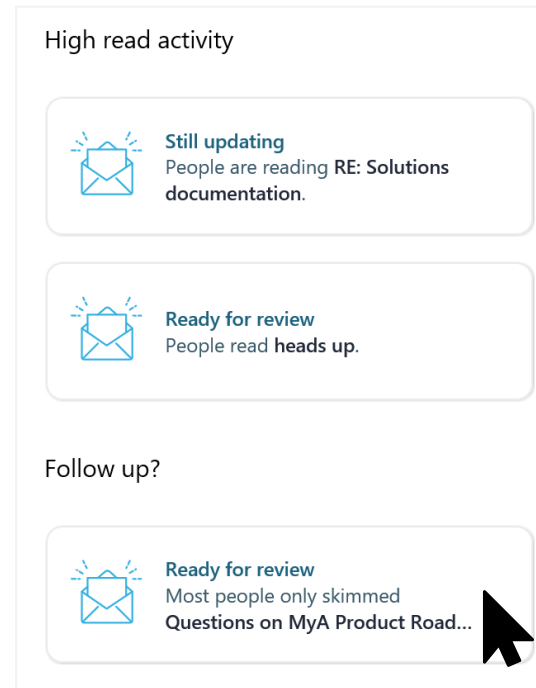 High read activity
Still updating
People are reading RE: Solutions
documentation.
Ready for review
People read heads up.
Follow up?
Ready for review
Most people only skimmed
Questions on MyA Product Road...